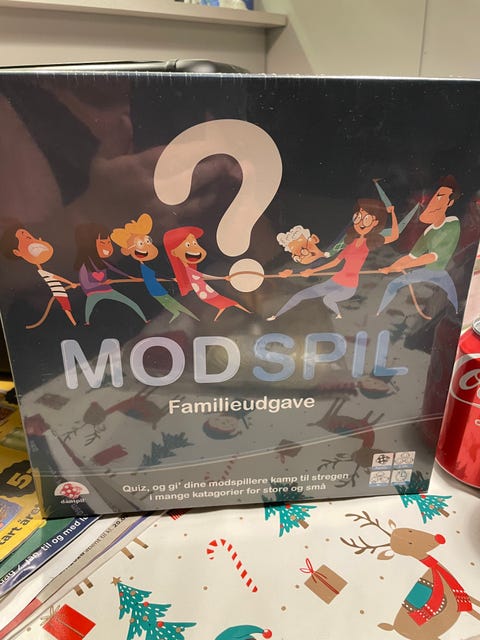 ?
MODSPIL
Familieudgave
Quiz, og gi' dine modspillere kamp til stregen
I mange katagorier for store og små
danspil